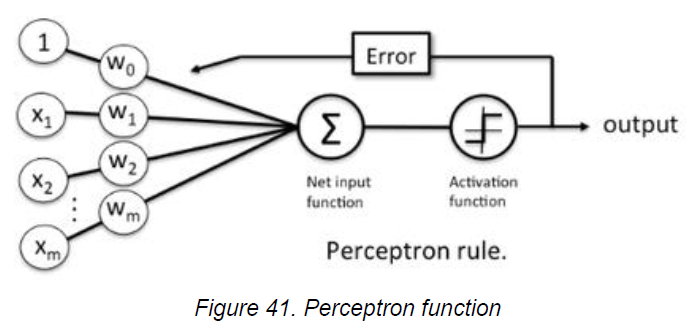 1
w0
Error
x1
w1
Σ
output
x2
w2
Net input
function
Activation
function
⋮
wm
xm
Perceptron rule.
Figure 41. Perceptron function